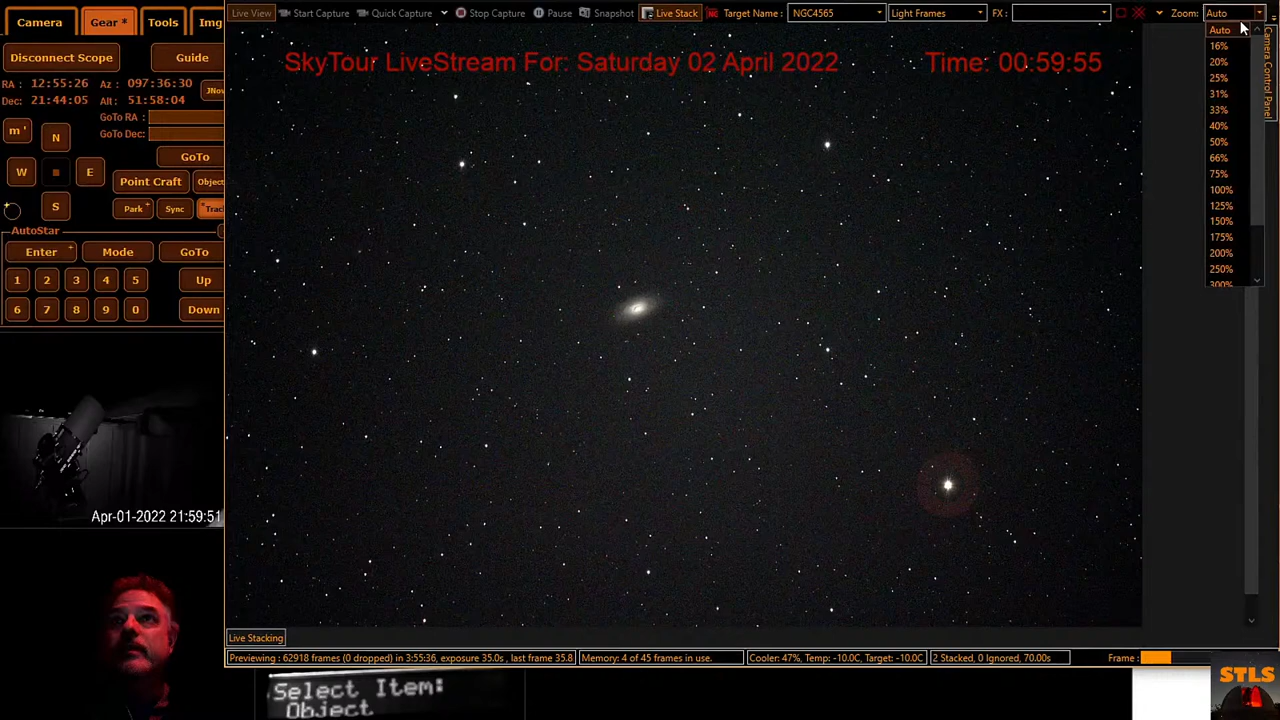 Camera Gear * Tools Img
Live View Start Capture Quick Capture Stop Capture Pause Snapshot Live Stack Target Name : NGC4565 Light Frames FX : Zoom: Auto
Disconnect Scope Guide
RA : 12:55:26 Az : 097:36:30
Dec: 21:44:05 Alt : 51:58:04
JNow
GoTo RA :
GoTo Dec:
m '
N
GoTo
W E
Point Craft Object
S
Park + Sync Trac
AutoStar
Enter + Mode GoTo
1 2 3 4 5 Up
6 7 8 9 0 Down
SkyTour LiveStream For: Saturday 02 April 2022 Time: 00:59:55
Auto
16%
20%
25%
31%
33%
40%
50%
66%
75%
100%
125%
150%
175%
200%
250%
300%
Camera Control Panel
Apr-01-2022 21:59:51
Live Stacking
Previewing : 62918 frames (0 dropped) in 3:55:36, exposure 35.0s , last frame 35.8
Memory: 4 of 45 frames in use.
Cooler: 47%, Temp: -10.0C, Target: -10.0C
2 Stacked, 0 Ignored, 70.00s
Frame :
Select Item:
Object
STLS